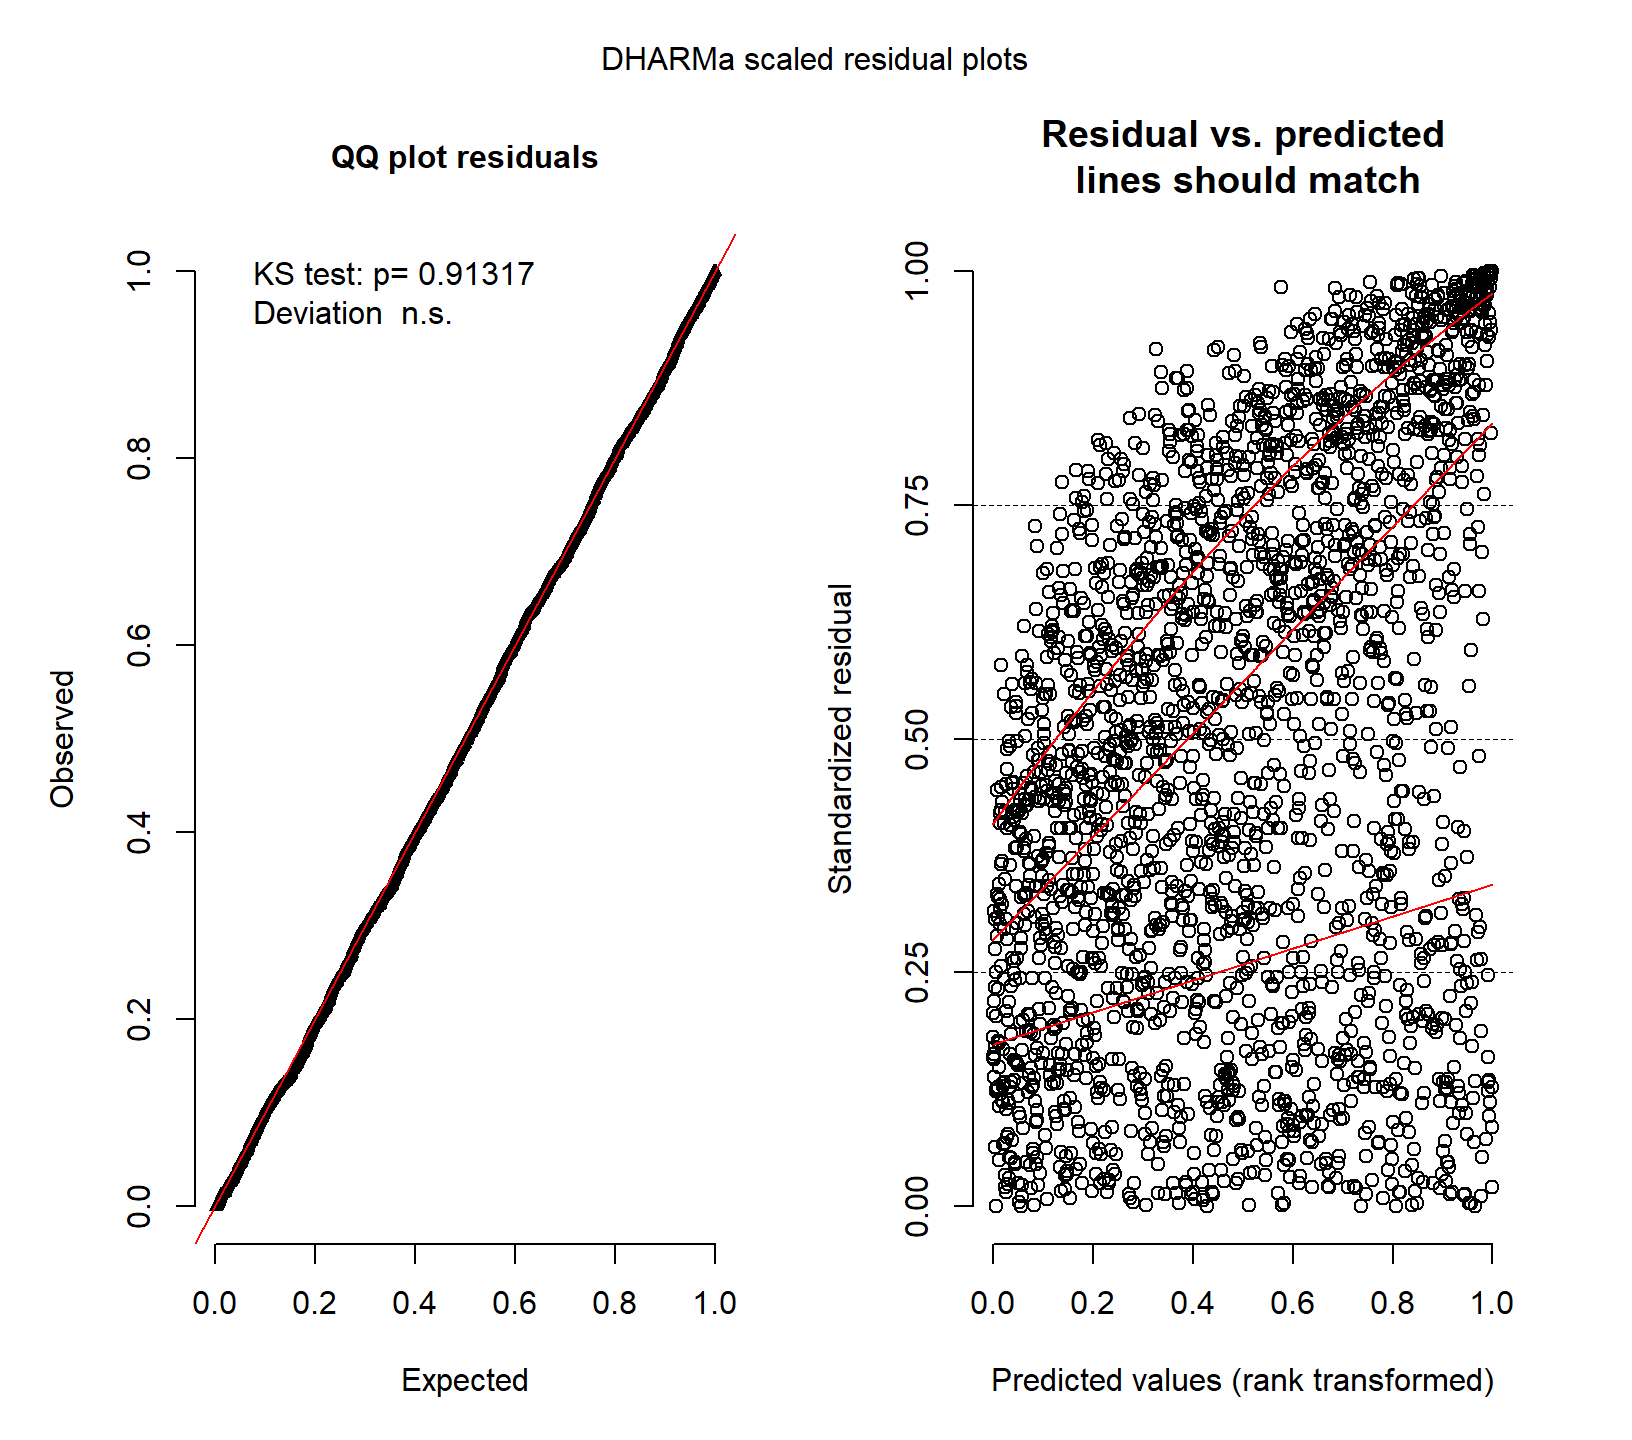 DHARMa scaled residual plots
QQ plot residuals
KS test: p= 0.91317
Deviation  n.s.
Observed
0.0 0.2 0.4 0.6 0.8 1.0
0.0 0.2 0.4 0.6 0.8 1.0
Expected
Residual vs. predicted
lines should match
Standardized residual
0.00 0.25 0.50 0.75 1.00
0.0 0.2 0.4 0.6 0.8 1.0
Predicted values (rank transformed)